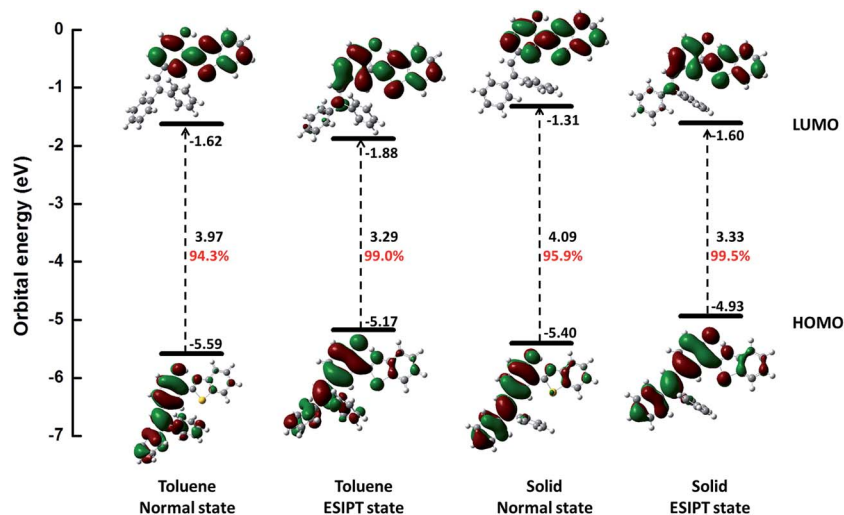 0
-1
-2
-3
-4
-5
-6
-7
Orbital energy (eV)
-1.62
-1.88
-1.31
-1.60
LUMO
3.97
94.3%
3.29
99.0%
4.09
95.9%
3.33
99.5%
-5.59
-5.17
-5.40
-4.93
HOMO
Toluene
Normal state
Toluene
ESIPT state
Solid
Normal state
Solid
ESIPT state